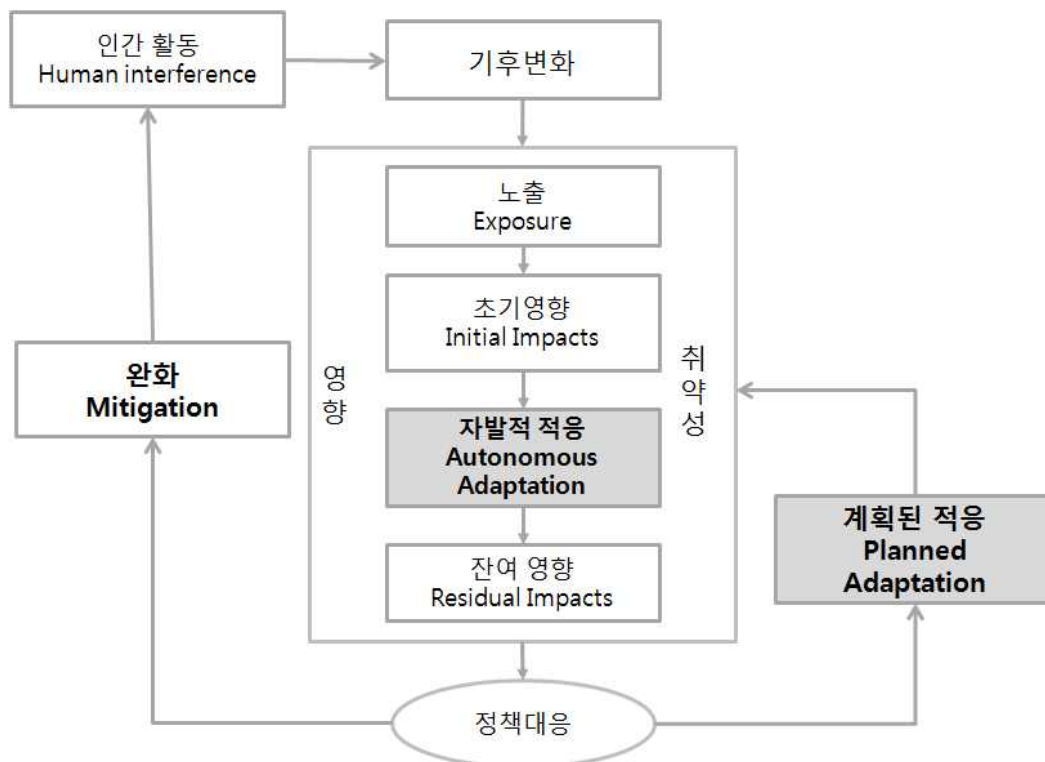 인간 활동
Human interference
기후변화
노출
Exposure
초기영향
Initial Impacts
영향
취약성
완화
Mitigation
자발적 적응
Autonomous
Adaptation
계획된 적응
Planned
Adaptation
잔여 영향
Residual Impacts
정책대응